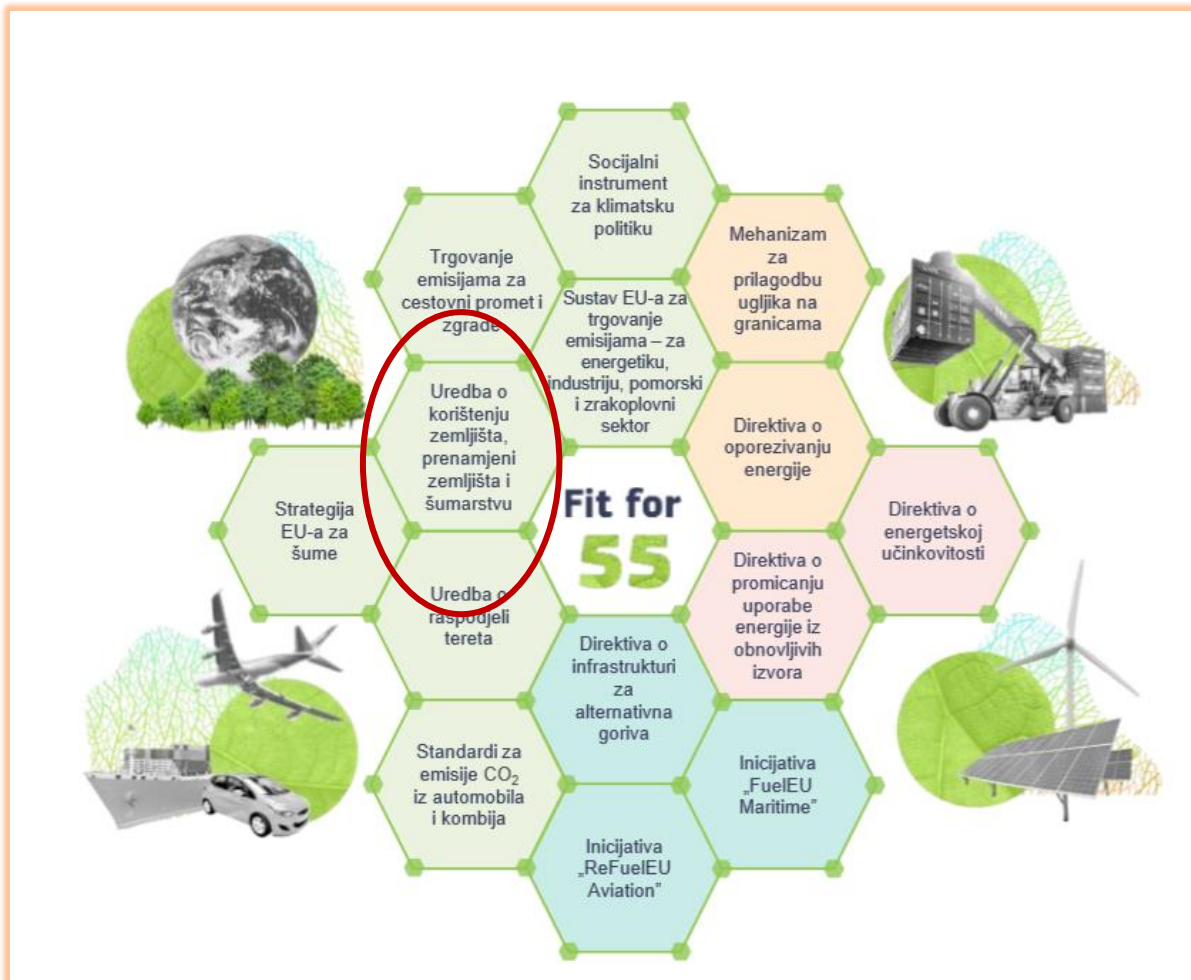 Socijalni
instrument
za klimatsku
politiku
Trgovanje
emisijama za
cestovni promet i
zgrade
Mehanizam
za
prilagodbu
ugljika na
granicama
Sustav EU-a za
trgovanje
emisijama – za
energetiku,
industriju, pomorski
i zrakoplovni
sektor
Uredba o
korištenju
zemljišta,
prenamjeni
zemljišta i
šumarstvu
Direktiva o
oporezivanju
energije
Strategija
EU-a za
šume
Fit for
55
Direktiva o
energetskoj
učinkovitosti
Uredba o
raspodjeli
tereta
Direktiva o
promicanju
uporabe
energije iz
obnovljivih
izvora
Direktiva o
infrastrukturi
za
alternativna
goriva
Standardi za
emisije CO₂
iz automobila
i kombija
Inicijativa
„FuelEU
Maritime”
Inicijativa
„ReFuelEU
Aviation”